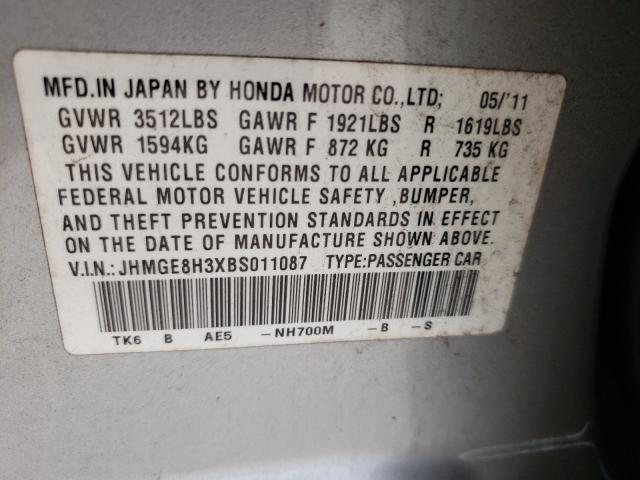 MFD.IN JAPAN BY HONDA MOTOR CO.,LTD; 05/'11
GVWR 3512LBS GAWR F 1921LBS R 1619LBS
GVWR 1594KG GAWR F 872 KG R 735 KG
THIS VEHICLE CONFORMS TO ALL APPLICABLE
FEDERAL MOTOR VEHICLE SAFETY ,BUMPER,
AND THEFT PREVENTION STANDARDS IN EFFECT
ON THE DATE OF MANUFACTURE SHOWN ABOVE.
V.I.N.: JHMGE8H3XBS011087 TYPE:PASSENGER CAR
TK6 B AE5 -NH700M -B -S